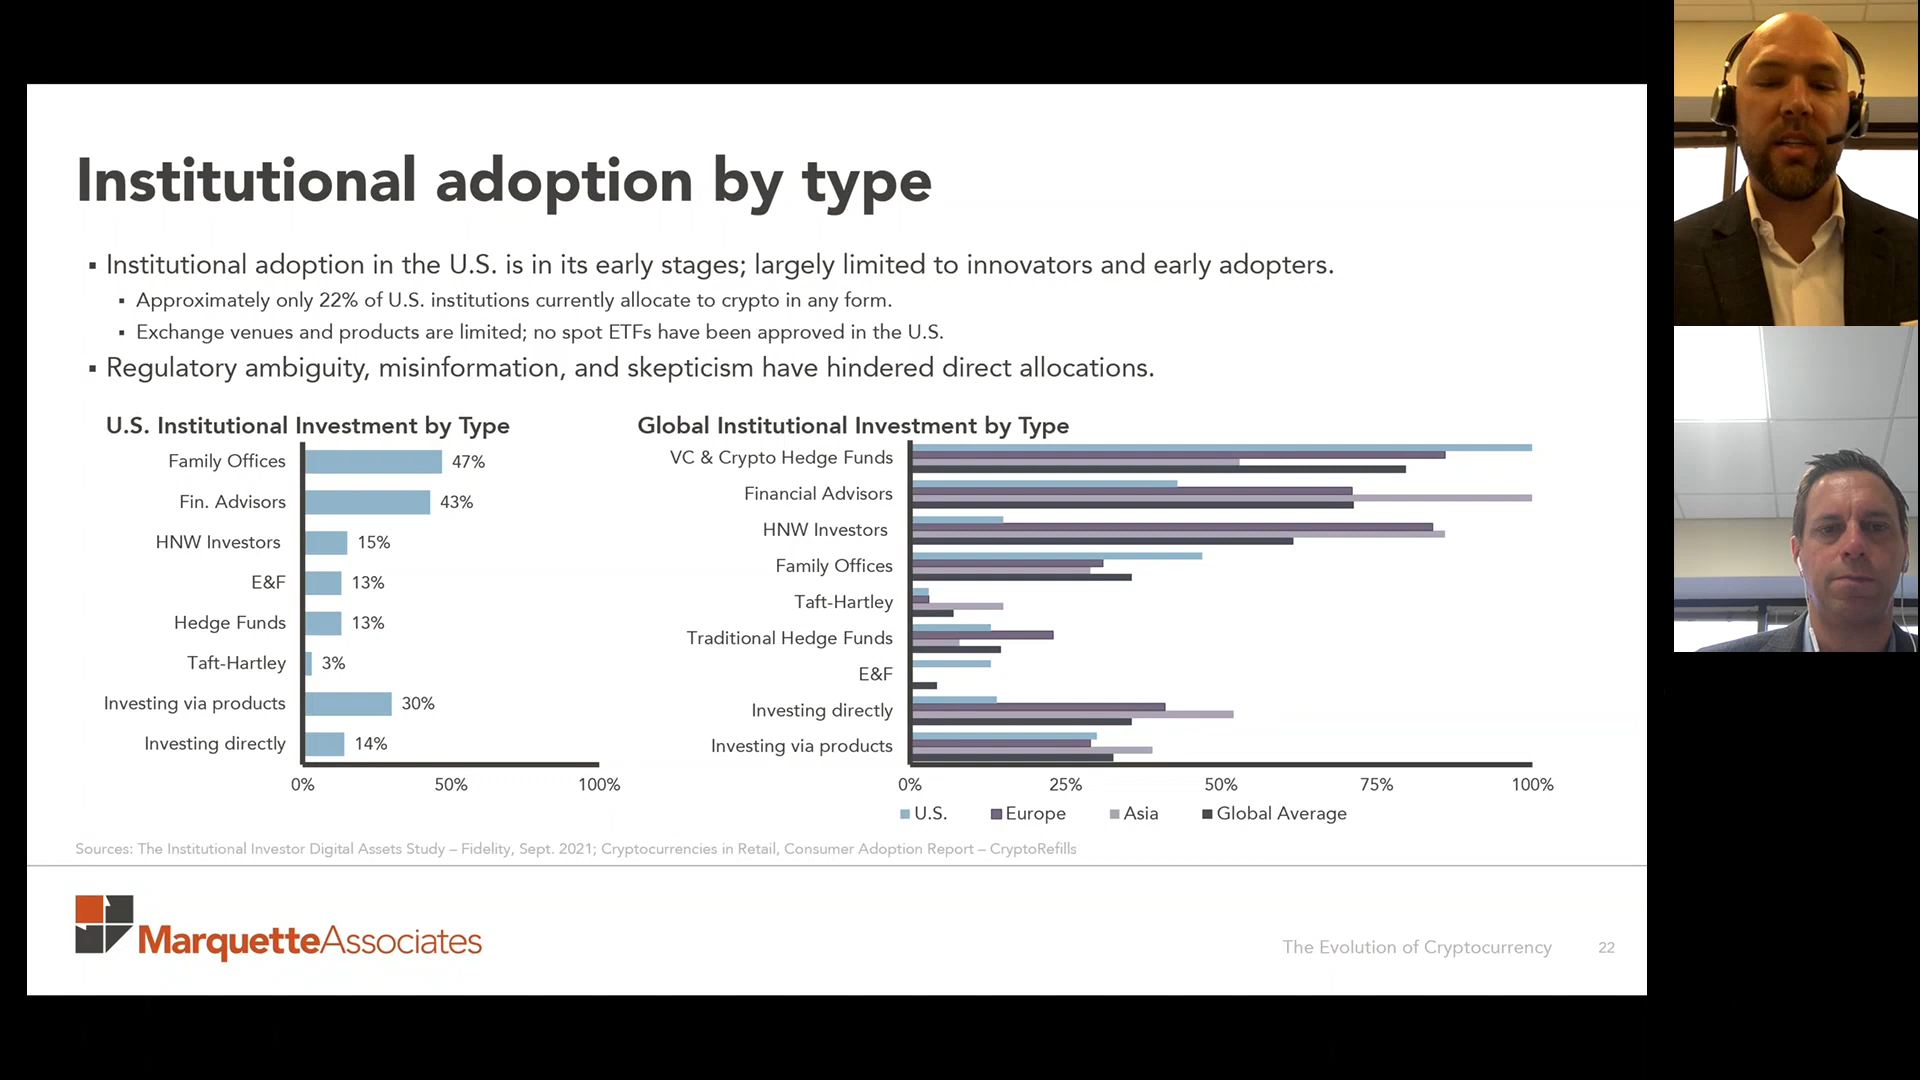 Institutional adoption by type
▪ Institutional adoption in the U.S. is in its early stages; largely limited to innovators and early adopters.
▪ Approximately only 22% of U.S. institutions currently allocate to crypto in any form.
▪ Exchange venues and products are limited; no spot ETFs have been approved in the U.S.
▪ Regulatory ambiguity, misinformation, and skepticism have hindered direct allocations.
U.S. Institutional Investment by Type
Family Offices 47%
Fin. Advisors 43%
HNW Investors 15%
E&F 13%
Hedge Funds 13%
Taft-Hartley 3%
Investing via products 30%
Investing directly 14%
0% 50% 100%
Global Institutional Investment by Type
VC & Crypto Hedge Funds
Financial Advisors
HNW Investors
Family Offices
Taft-Hartley
Traditional Hedge Funds
E&F
Investing directly
Investing via products
0% 25% 50% 75% 100%
U.S. Europe Asia Global Average
Sources: The Institutional Investor Digital Assets Study – Fidelity, Sept. 2021; Cryptocurrencies in Retail, Consumer Adoption Report – CryptoRefills
MarquetteAssociates
The Evolution of Cryptocurrency 22